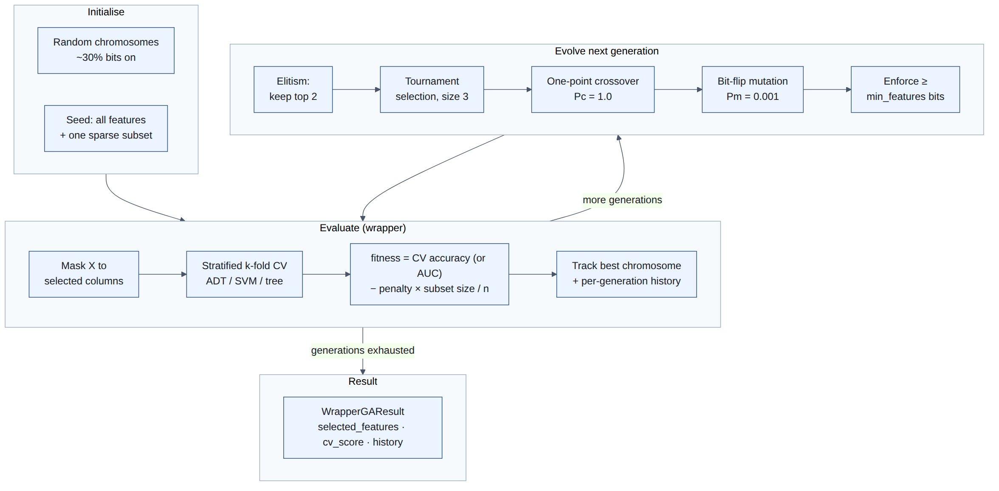 Initialise
Random chromosomes
~30% bits on
Seed: all features
+ one sparse subset
Evolve next generation
Elitism:
keep top 2
Tournament
selection, size 3
One-point crossover
Pc = 1.0
Bit-flip mutation
Pm = 0.001
Enforce ≥
min_features bits
more generations
Evaluate (wrapper)
Mask X to
selected columns
Stratified k-fold CV
ADT / SVM / tree
fitness = CV accuracy (or
AUC)
− penalty × subset size / n
Track best chromosome
+ per-generation history
generations exhausted
Result
WrapperGAResult
selected_features ·
cv_score · history